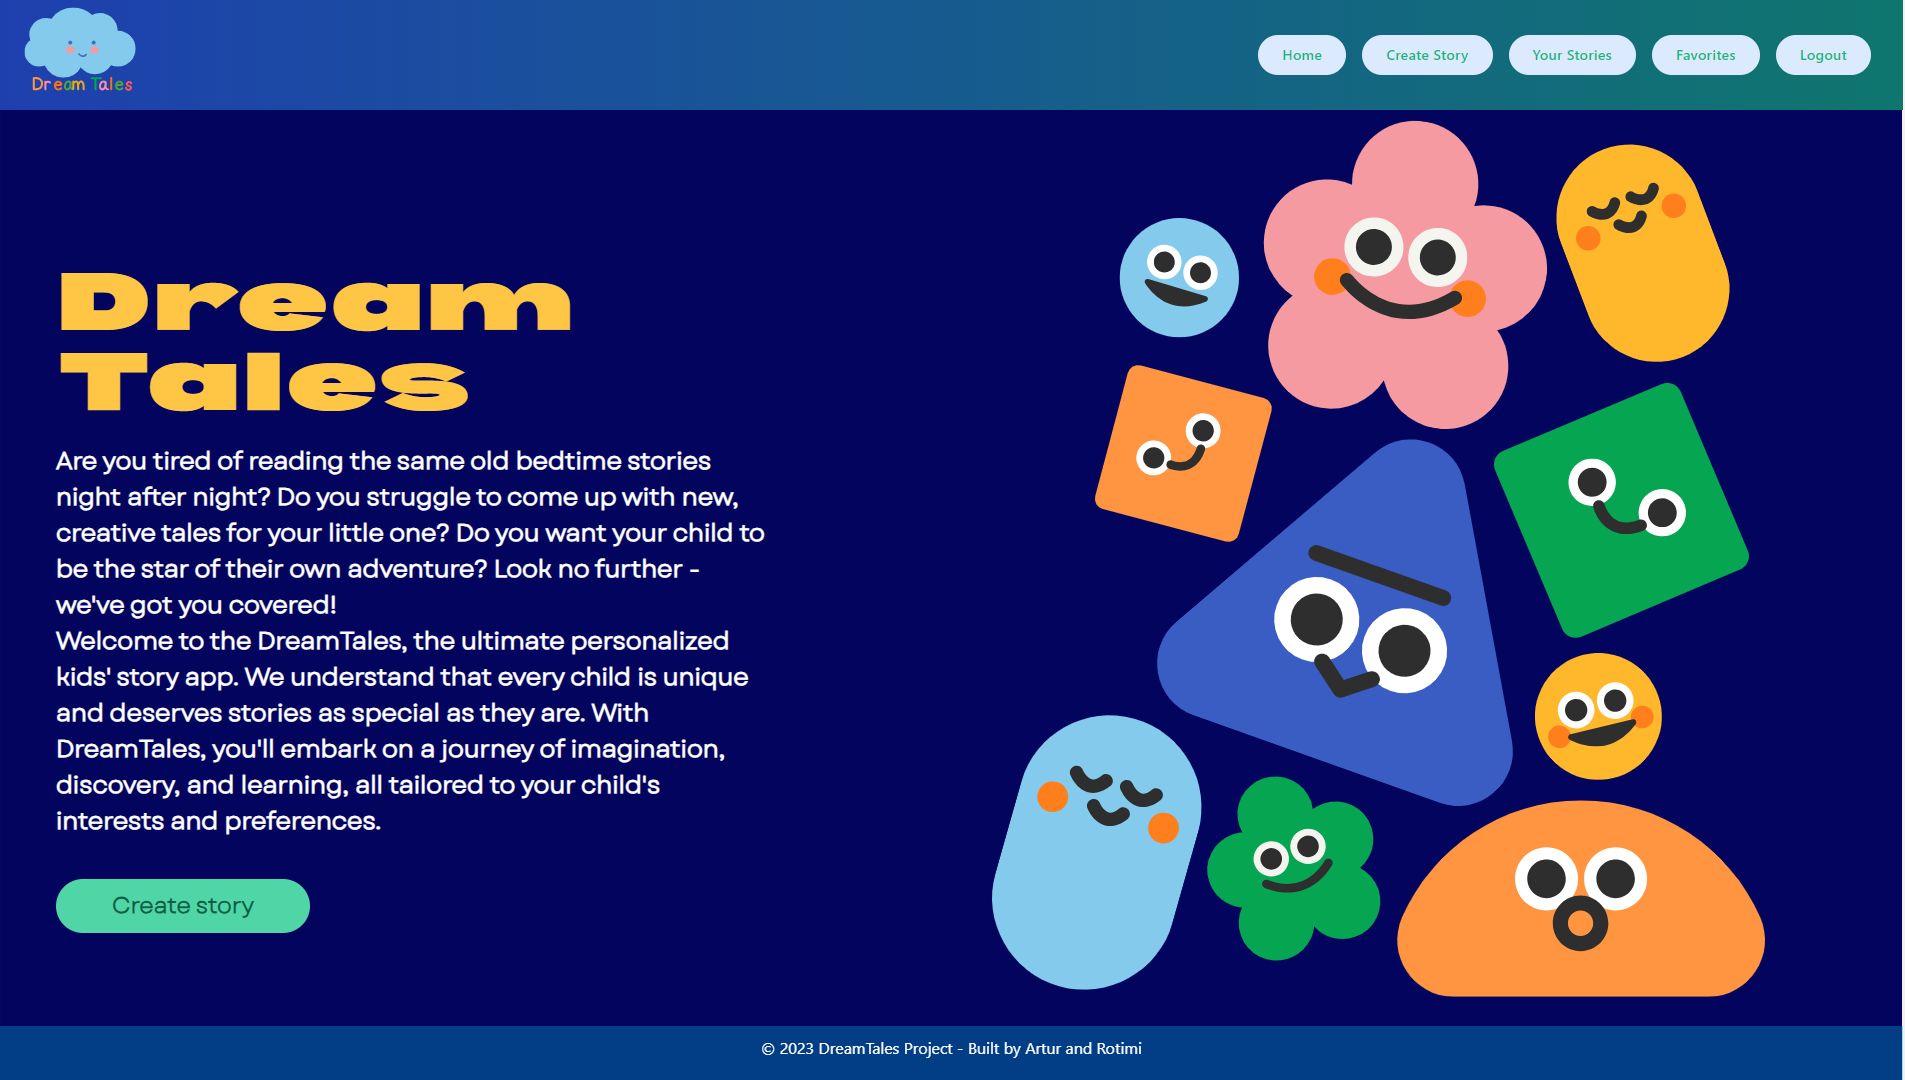 Dream Tales
Home
Create Story
Your Stories
Favorites
Logout
Dream
Tales
Are you tired of reading the same old bedtime stories
night after night? Do you struggle to come up with new,
creative tales for your little one? Do you want your child to
be the star of their own adventure? Look no further -
we've got you covered!
Welcome to the DreamTales, the ultimate personalized
kids' story app. We understand that every child is unique
and deserves stories as special as they are. With
DreamTales, you'll embark on a journey of imagination,
discovery, and learning, all tailored to your child's
interests and preferences.
Create story
© 2023 DreamTales Project - Built by Artur and Rotimi